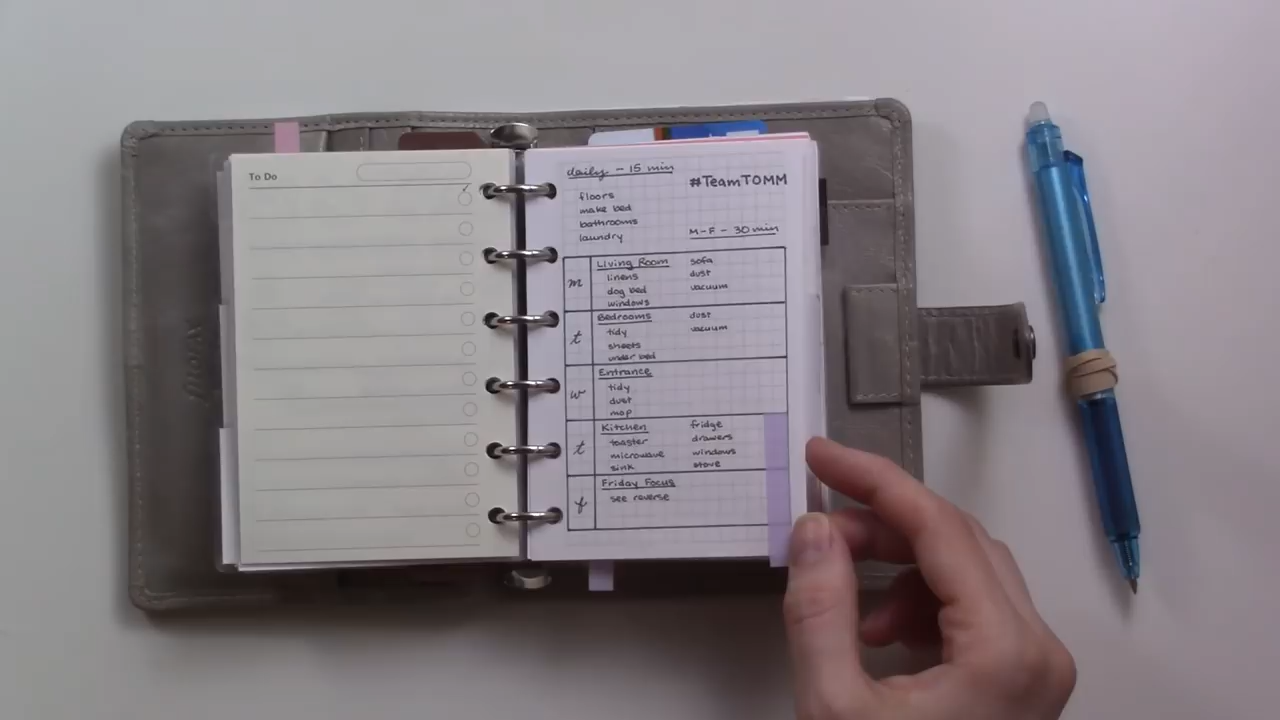 To Do
daily - 15 min
#TeamTOMM
floors
make bed
bathrooms
laundry
M-F - 30 min
m
Living Room
linens
dog bed
windows
sofa
dust
vacuum
t
Bedrooms
tidy
sheets
under bed
dust
vacuum
w
Entrance
tidy
dust
mop
t
Kitchen
toaster
microwave
sink
fridge
drawers
windows
stove
f
Friday Focus
see reverse
filofax